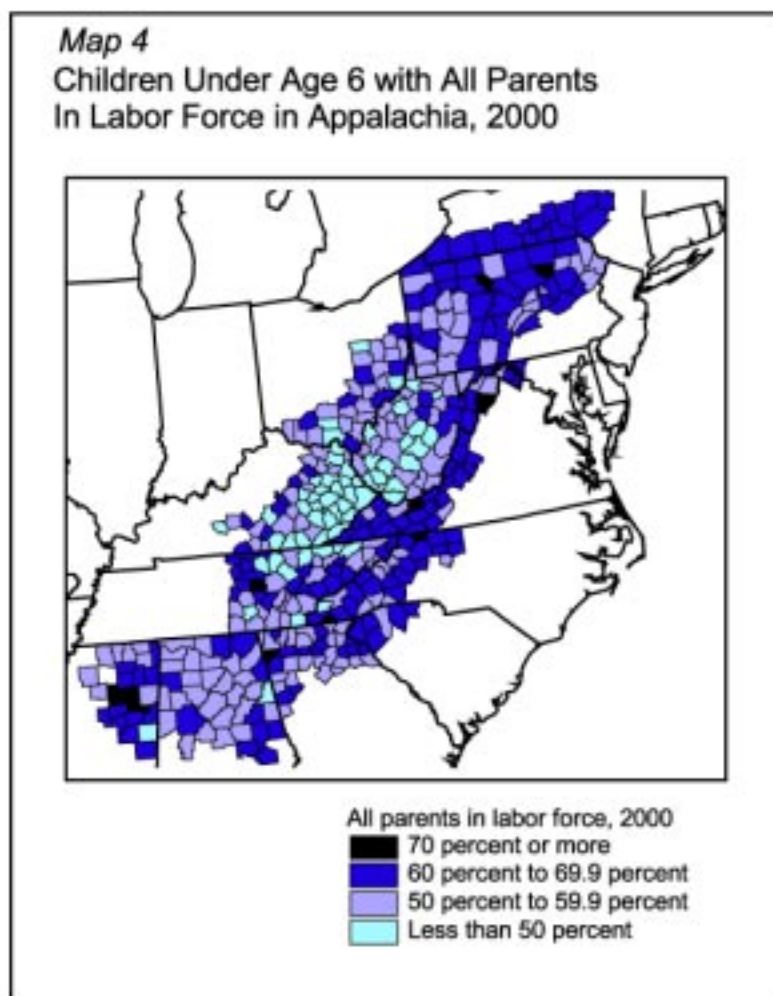 Map 4
Children Under Age 6 with All Parents
In Labor Force in Appalachia, 2000
All parents in labor force, 2000
70 percent or more
60 percent to 69.9 percent
50 percent to 59.9 percent
Less than 50 percent